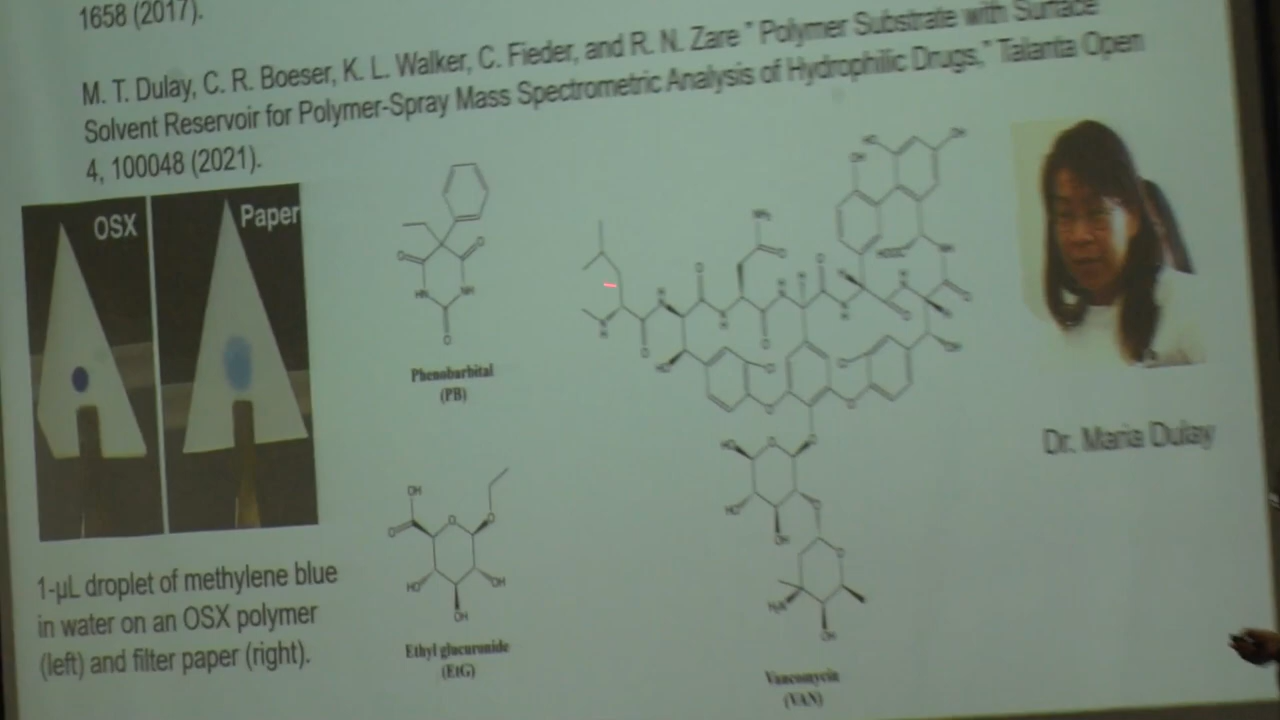 1658 (2017).
M. T. Dulay, C. R. Boeser, K. L. Walker, C. Fieder, and R. N. Zare " Polymer Substrate with Surface
Solvent Reservoir for Polymer-Spray Mass Spectrometric Analysis of Hydrophilic Drugs," Talanta Open
4, 100048 (2021).
OSX
Paper
Phenobarbital
(PB)
Dr. Maria Dulay
1-µL droplet of methylene blue
in water on an OSX polymer
(left) and filter paper (right).
Ethyl glucuronide
(EtG)
Vancomycin
(VAN)